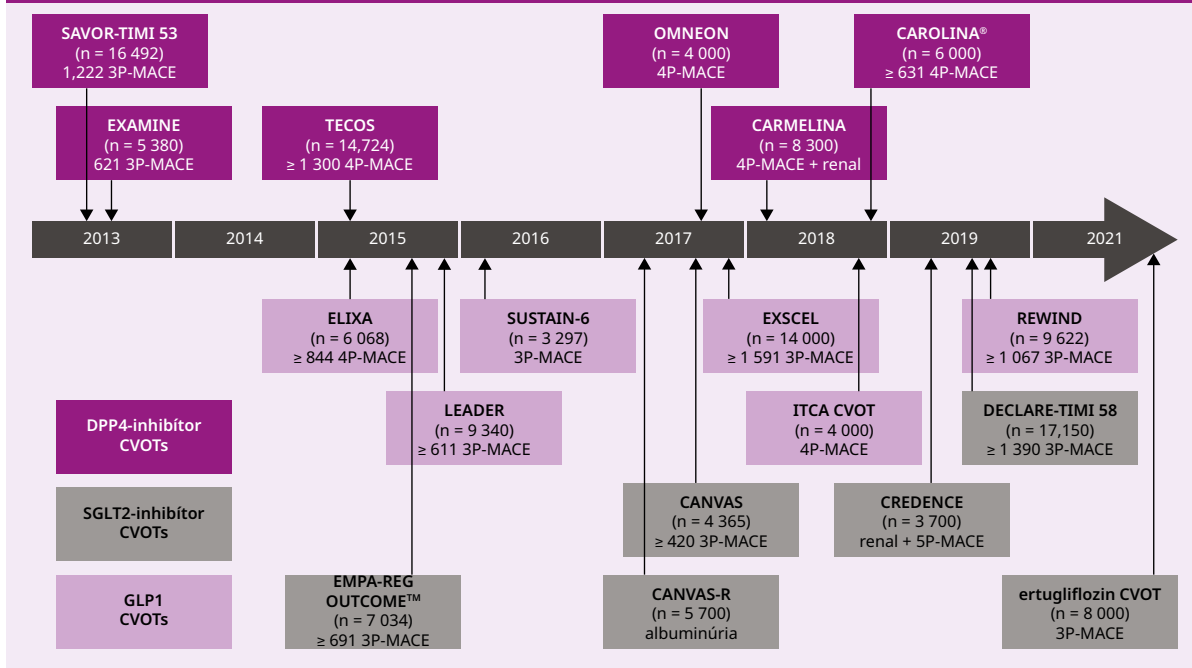 SAVOR-TIMI 53
(n = 16 492)
1,222 3P-MACE
OMNEON
(n = 4 000)
4P-MACE
CAROLINA®
(n = 6 000)
≥ 631 4P-MACE
EXAMINE
(n = 5 380)
621 3P-MACE
TECOS
(n = 14,724)
≥ 1 300 4P-MACE
CARMELINA
(n = 8 300)
4P-MACE + renal
2013
2014
2015
2016
2017
2018
2019
2021
ELIXA
(n = 6 068)
≥ 844 4P-MACE
SUSTAIN-6
(n = 3 297)
3P-MACE
EXSCEL
(n = 14 000)
≥ 1 591 3P-MACE
REWIND
(n = 9 622)
≥ 1 067 3P-MACE
LEADER
(n = 9 340)
≥ 611 3P-MACE
ITCA CVOT
(n = 4 000)
4P-MACE
DECLARE-TIMI 58
(n = 17,150)
≥ 1 390 3P-MACE
DPP4-inhibítor
CVOTs
CANVAS
(n = 4 365)
≥ 420 3P-MACE
CREDENCE
(n = 3 700)
renal + 5P-MACE
SGLT2-inhibítor
CVOTs
EMPA-REG
OUTCOME™
(n = 7 034)
≥ 691 3P-MACE
CANVAS-R
(n = 5 700)
albuminúria
ertugliflozin CVOT
(n = 8 000)
3P-MACE
GLP1
CVOTs